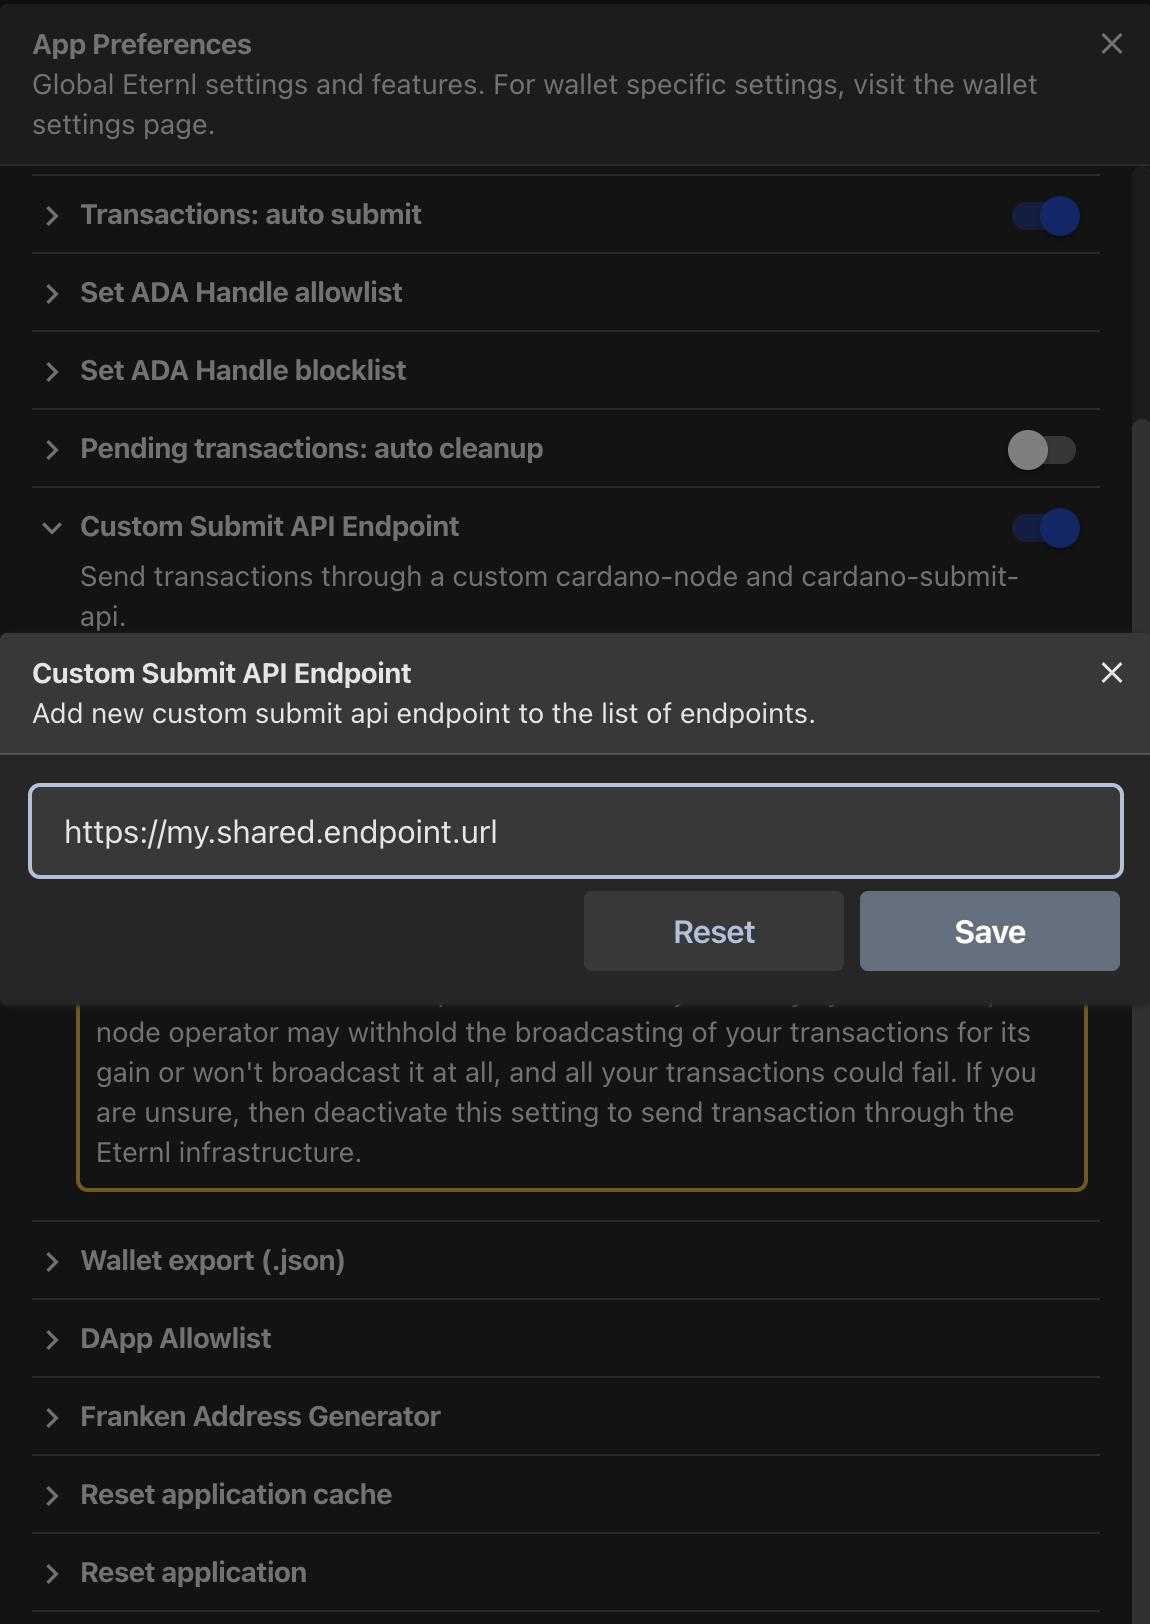 App Preferences
Global Eternl settings and features. For wallet specific settings, visit the wallet
settings page.
Transactions: auto submit
Set ADA Handle allowlist
Set ADA Handle blocklist
Pending transactions: auto cleanup
Custom Submit API Endpoint
Send transactions through a custom cardano-node and cardano-submit-
api.
Custom Submit API Endpoint
Add new custom submit api endpoint to the list of endpoints.
https://my.shared.endpoint.url
Reset
Save
node operator may withhold the broadcasting of your transactions for its
gain or won't broadcast it at all, and all your transactions could fail. If you
are unsure, then deactivate this setting to send transaction through the
Eternl infrastructure.
Wallet export (.json)
DApp Allowlist
Franken Address Generator
Reset application cache
Reset application